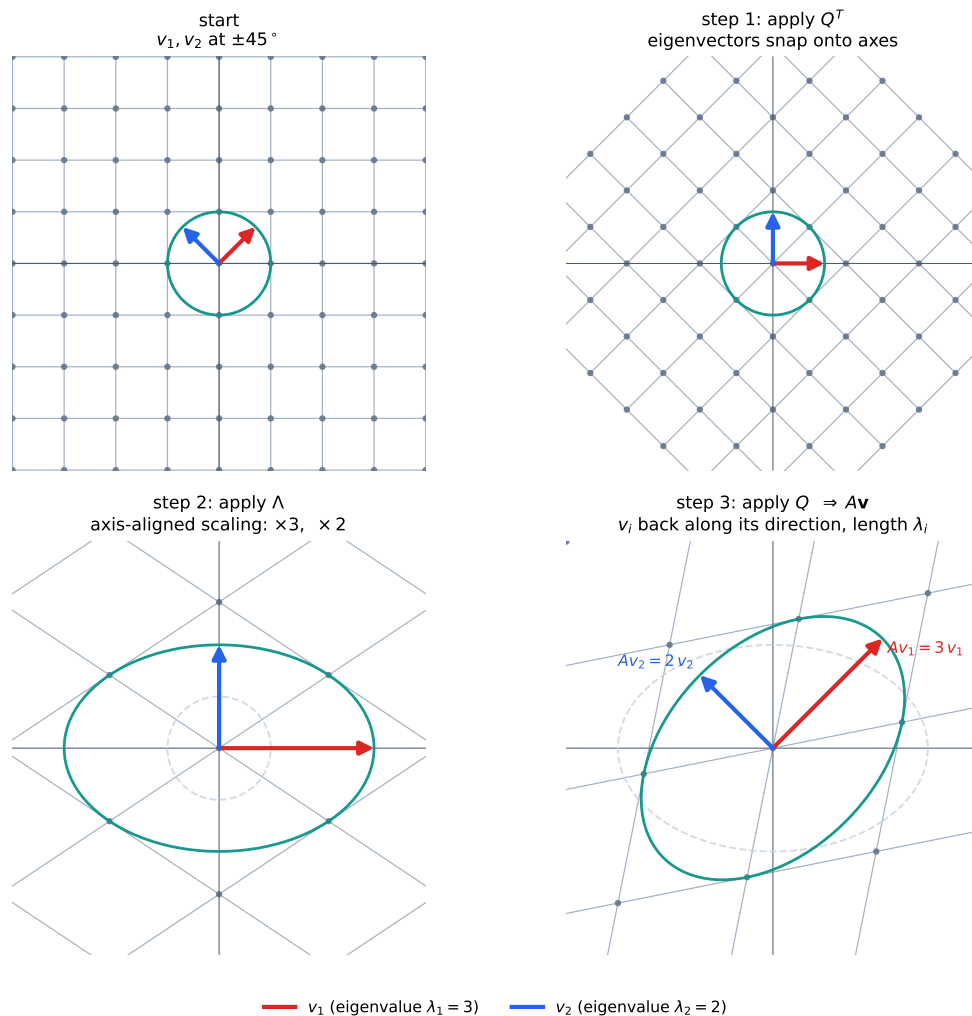 start
v₁, v₂ at ±45°
step 1: apply Qᵀ
eigenvectors snap onto axes
step 2: apply Λ
axis-aligned scaling: ×3, ×2
step 3: apply Q ⇒ A𝐯
vᵢ back along its direction, length λᵢ
Av₂ = 2 v₂
Av₁ = 3 v₁
v₁ (eigenvalue λ₁ = 3)
v₂ (eigenvalue λ₂ = 2)